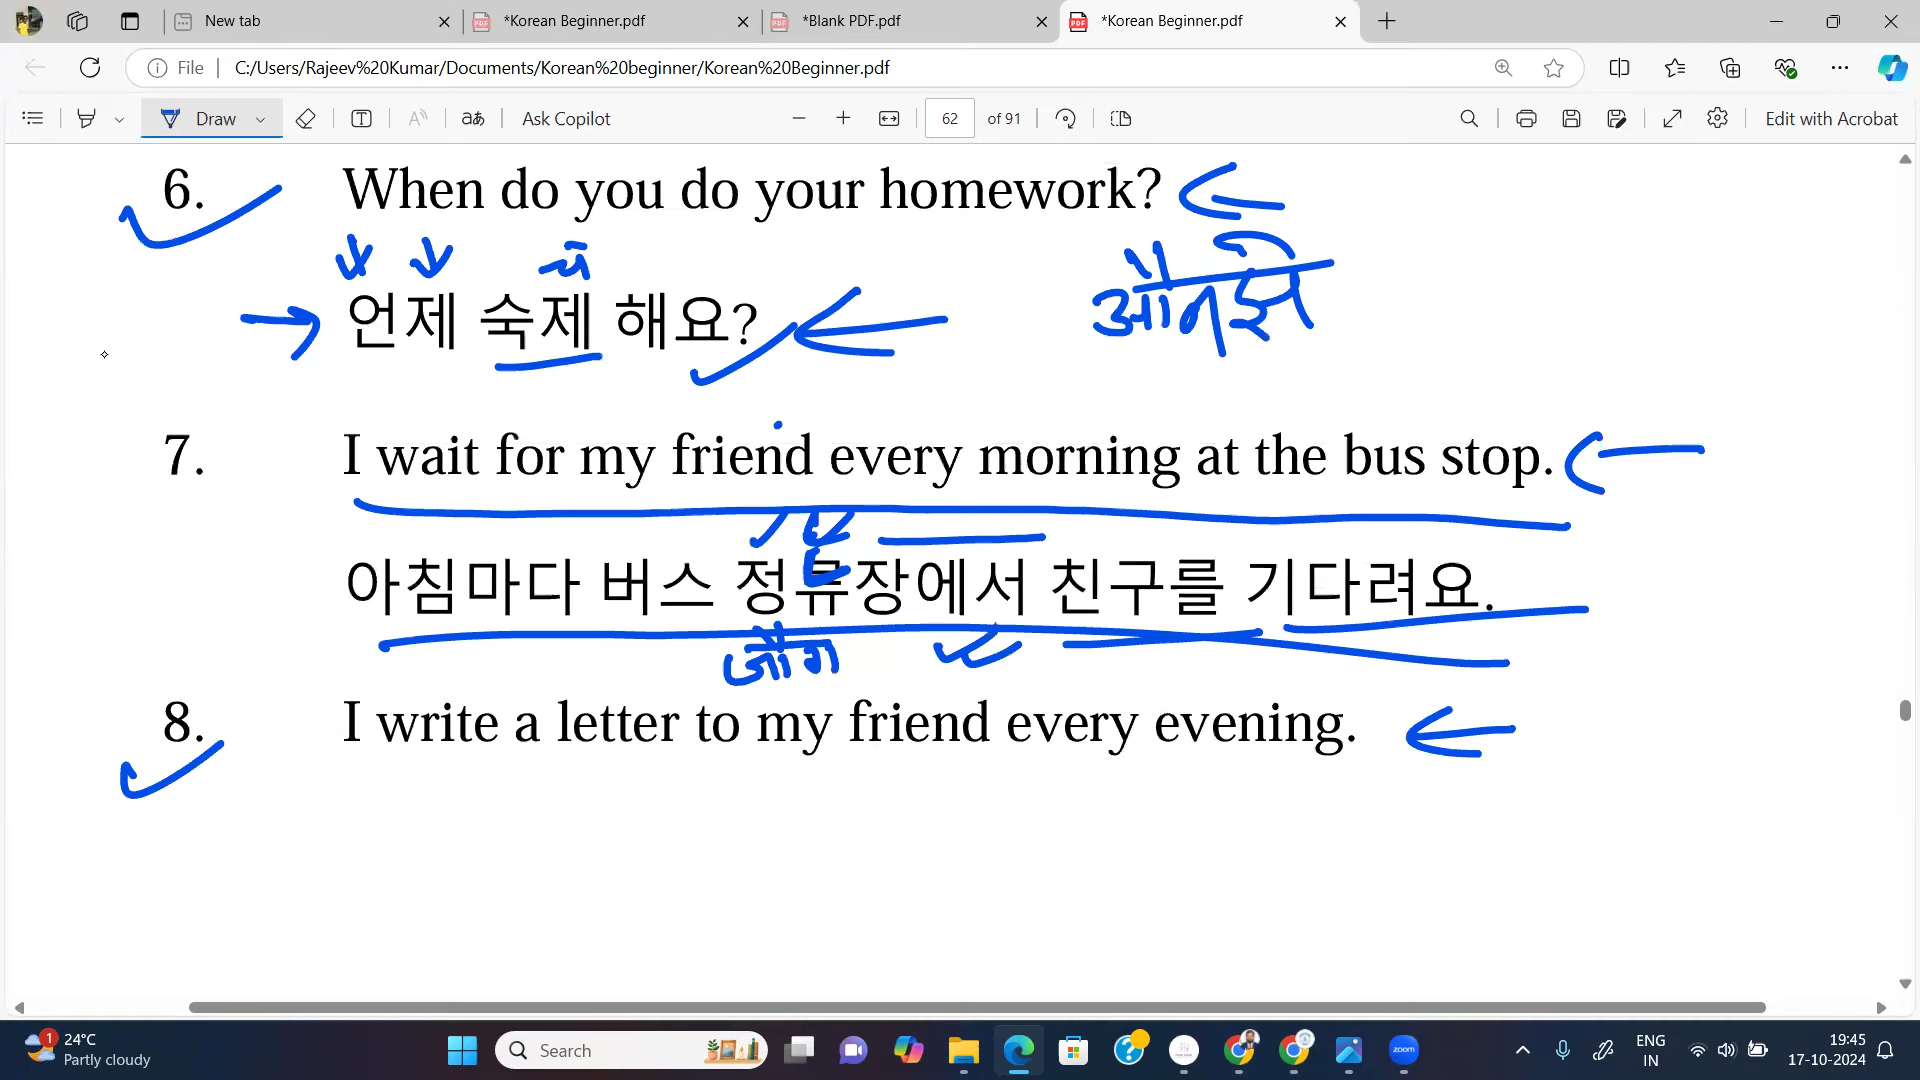 New tab
*Korean Beginner.pdf
*Blank PDF.pdf
*Korean Beginner.pdf
File
C:/Users/Rajeev%20Kumar/Documents/Korean%20beginner/Korean%20Beginner.pdf
Draw
aあ
Ask Copilot
62 of 91
Edit with Acrobat
6. When do you do your homework?
언제 숙제 해요?
7. I wait for my friend every morning at the bus stop.
아침마다 버스 정류장에서 친구를 기다려요.
8. I write a letter to my friend every evening.
1
24°C
Partly cloudy
Search
zoom
ENG
IN
19:45
17-10-2024